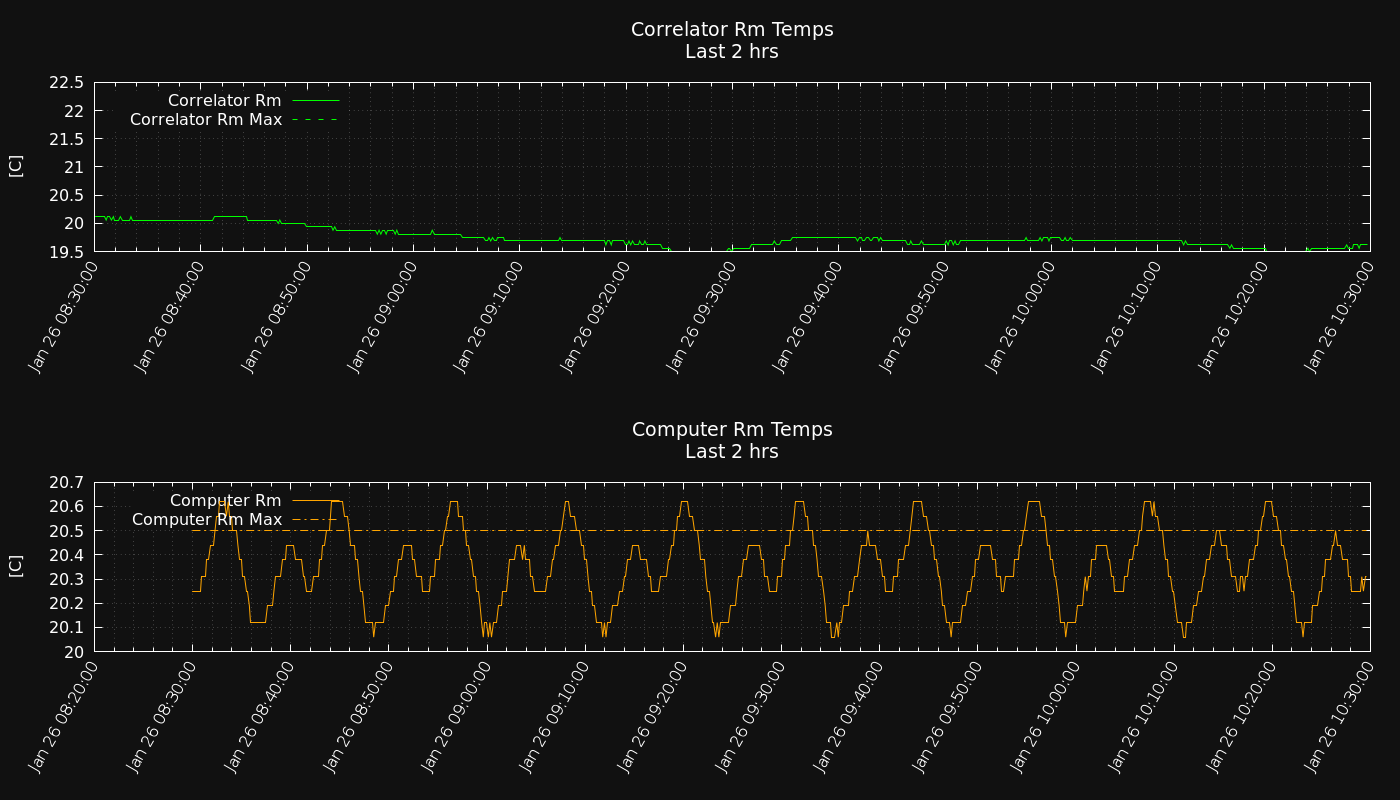 Correlator Rm Temps
Last 2 hrs
22.5
22
21.5
21
20.5
20
19.5
[C]
Correlator Rm
Correlator Rm Max
Jan 26 08:30:00
Jan 26 08:40:00
Jan 26 08:50:00
Jan 26 09:00:00
Jan 26 09:10:00
Jan 26 09:20:00
Jan 26 09:30:00
Jan 26 09:40:00
Jan 26 09:50:00
Jan 26 10:00:00
Jan 26 10:10:00
Jan 26 10:20:00
Jan 26 10:30:00
Computer Rm Temps
Last 2 hrs
20.7
20.6
20.5
20.4
20.3
20.2
20.1
20
[C]
Computer Rm
Computer Rm Max
Jan 26 08:20:00
Jan 26 08:30:00
Jan 26 08:40:00
Jan 26 08:50:00
Jan 26 09:00:00
Jan 26 09:10:00
Jan 26 09:20:00
Jan 26 09:30:00
Jan 26 09:40:00
Jan 26 09:50:00
Jan 26 10:00:00
Jan 26 10:10:00
Jan 26 10:20:00
Jan 26 10:30:00